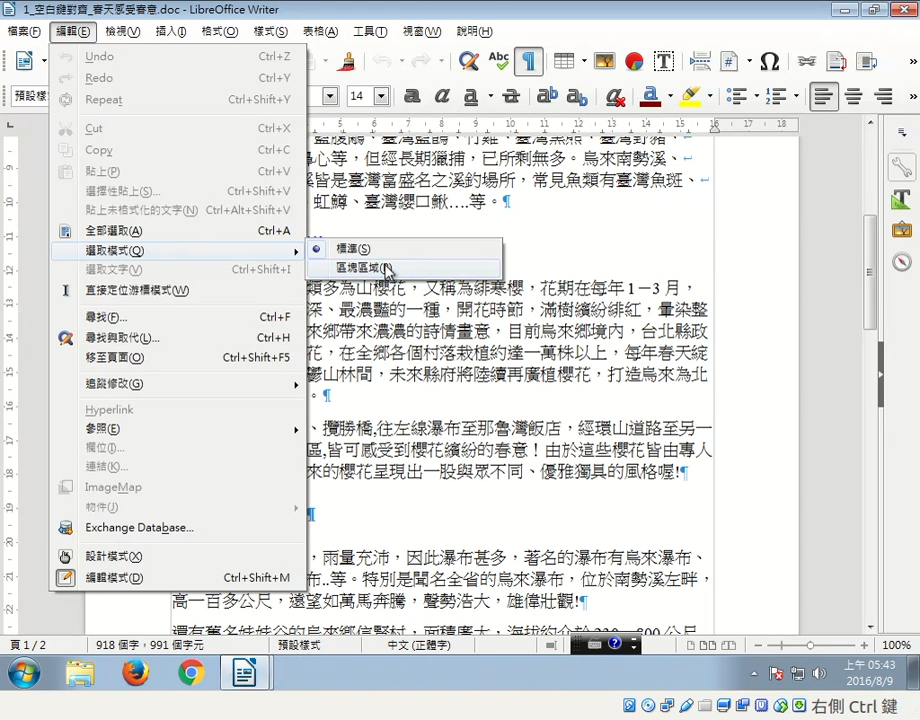 1_空白鍵對齊_春天感受春意.doc - LibreOffice Writer
檔案(F) 編輯(E) 檢視(V) 插入(I) 格式(O) 樣式(S) 表格(A) 工具(T) 視窗(W) 說明(H)
Undo Ctrl+Z
Redo Ctrl+Y
Repeat Ctrl+Shift+Y
Cut Ctrl+X
Copy Ctrl+C
貼上(P) Ctrl+V
選擇性貼上(S)... Ctrl+Shift+V
貼上未格式化的文字(N) Ctrl+Alt+Shift+V
全部選取(A) Ctrl+A
選取模式(Q)
選取文字(V) Ctrl+Shift+I
直接定位游標模式(W)
尋找(F)... Ctrl+F
尋找與取代(L)... Ctrl+H
移至頁面(O) Ctrl+Shift+F5
追蹤修改(G)
Hyperlink
參照(E)
欄位(I)...
連結(K)...
ImageMap
物件(J)
Exchange Database...
設計模式(X)
編輯模式(D) Ctrl+Shift+M
標準(S)
區塊區域
預設樣
14
5 6 7 8 9 10 11 12 13 14 15 16 17 18
心等，但經長期獵捕，已所剩無多。烏來南勢溪、
皆是臺灣富盛名之溪釣場所，常見魚類有臺灣魚斑、
虹鱒、臺灣纓口鰍....等。¶
類多為山櫻花，又稱為緋寒櫻，花期在每年1－3月，
深、最濃豔的一種，開花時節，滿樹繽紛緋紅，暈染整
來鄉帶來濃濃的詩情畫意，目前烏來鄉境內，台北縣政
花，在全鄉各個村落栽植約達一萬株以上，每年春天綻
鬱山林間，未來縣府將陸續再廣植櫻花，打造烏來為北
。¶
、攬勝橋,往左線瀑布至那魯灣飯店，經環山道路至另一
區,皆可感受到櫻花繽紛的春意！由於這些櫻花皆由專人
來的櫻花呈現出一股與眾不同、優雅獨具的風格喔!¶
¶
，雨量充沛，因此瀑布甚多，著名的瀑布有烏來瀑布、
布..等。特別是聞名全省的烏來瀑布，位於南勢溪左畔，
高一百多公尺，遠望如萬馬奔騰，聲勢浩大，雄偉壯觀!¶
頁 1 / 2 918 個字，991 個字元 預設樣式 中文 (正體字) 100%
上午 05:43
2016/8/9
右側 Ctrl 鍵